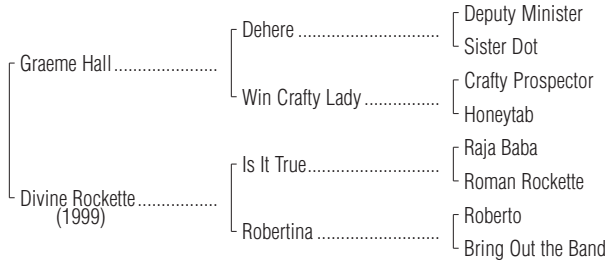 Deputy Minister
Dehere ....................................
Sister Dot
Graeme Hall.......................
Crafty Prospector
Win Crafty Lady ..................
Honeytab
Raja Baba
Is It True................................
Roman Rockette
Divine Rockette..................
(1999)
Roberto
Robertina .............................
Bring Out the Band